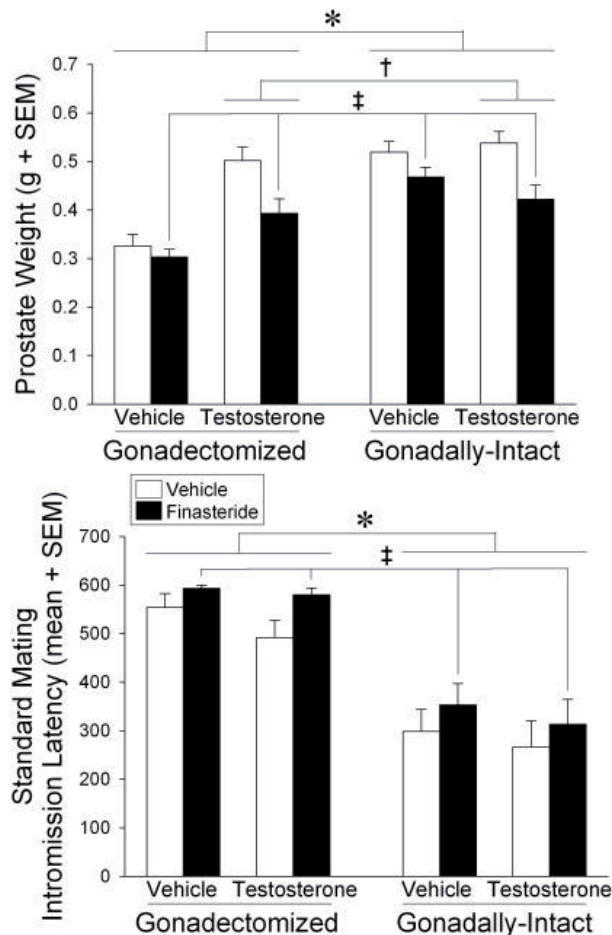 *
†
‡
Prostate Weight (g + SEM)
0.7
0.6
0.5
0.4
0.3
0.2
0.1
0.0
Vehicle Testosterone Vehicle Testosterone
Gonadectomized Gonadally-Intact
Vehicle
Finasteride
*
‡
Standard Mating
Intromission Latency (mean + SEM)
700
600
500
400
300
200
100
0
Vehicle Testosterone Vehicle Testosterone
Gonadectomized Gonadally-Intact